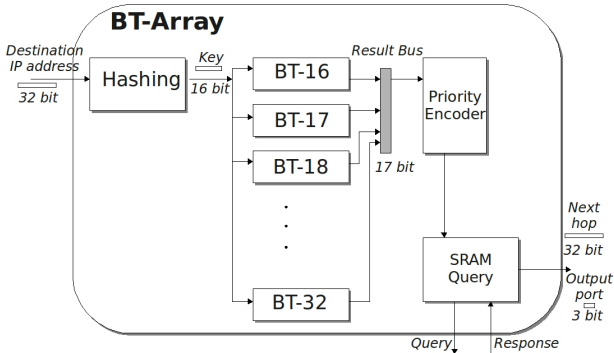 BT-Array
Destination
IP address
32 bit
Hashing
Key
16 bit
BT-16
BT-17
BT-18
BT-32
Result Bus
17 bit
Priority
Encoder
SRAM
Query
Next
hop
32 bit
Output
port
3 bit
Query
Response